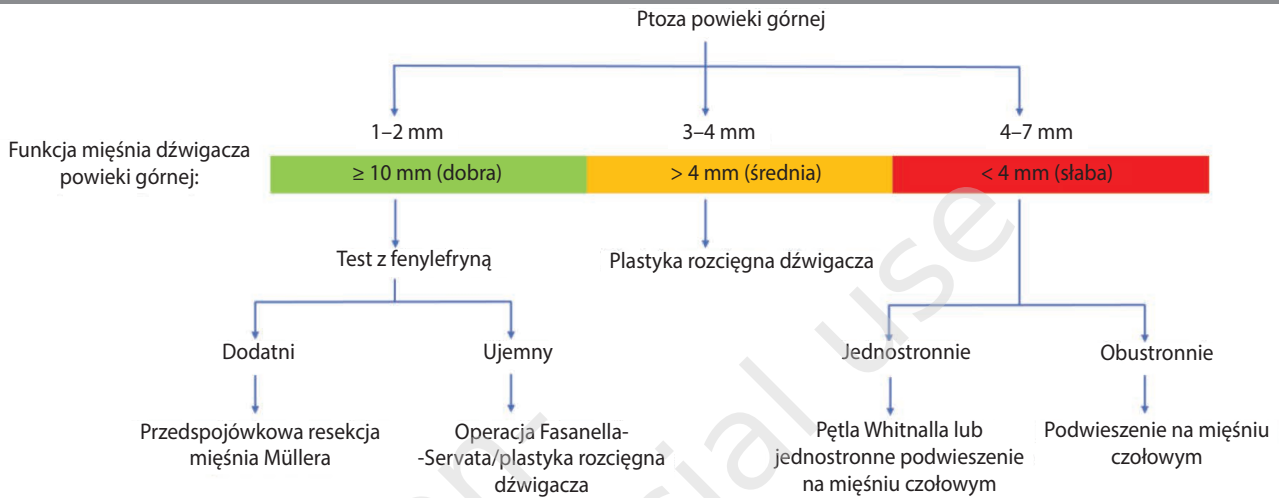 Ptoza powieki górnej
1–2 mm
3–4 mm
4–7 mm
Funkcja mięśnia dźwigacza
powieki górnej:
≥ 10 mm (dobra)
> 4 mm (średnia)
< 4 mm (słaba)
Test z fenylefryną
Plastyka rozcięgna dźwigacza
Dodatni
Ujemny
Jednostronnie
Obustronnie
Przedspojówkowa resekcja
mięśnia Müllera
Operacja Fasanella-
-Servata/plastyka rozcięgna
dźwigacza
Pętla Whitnalla lub
jednostronne podwieszenie
na mięśniu czołowym
Podwieszenie na mięśniu
czołowym
use